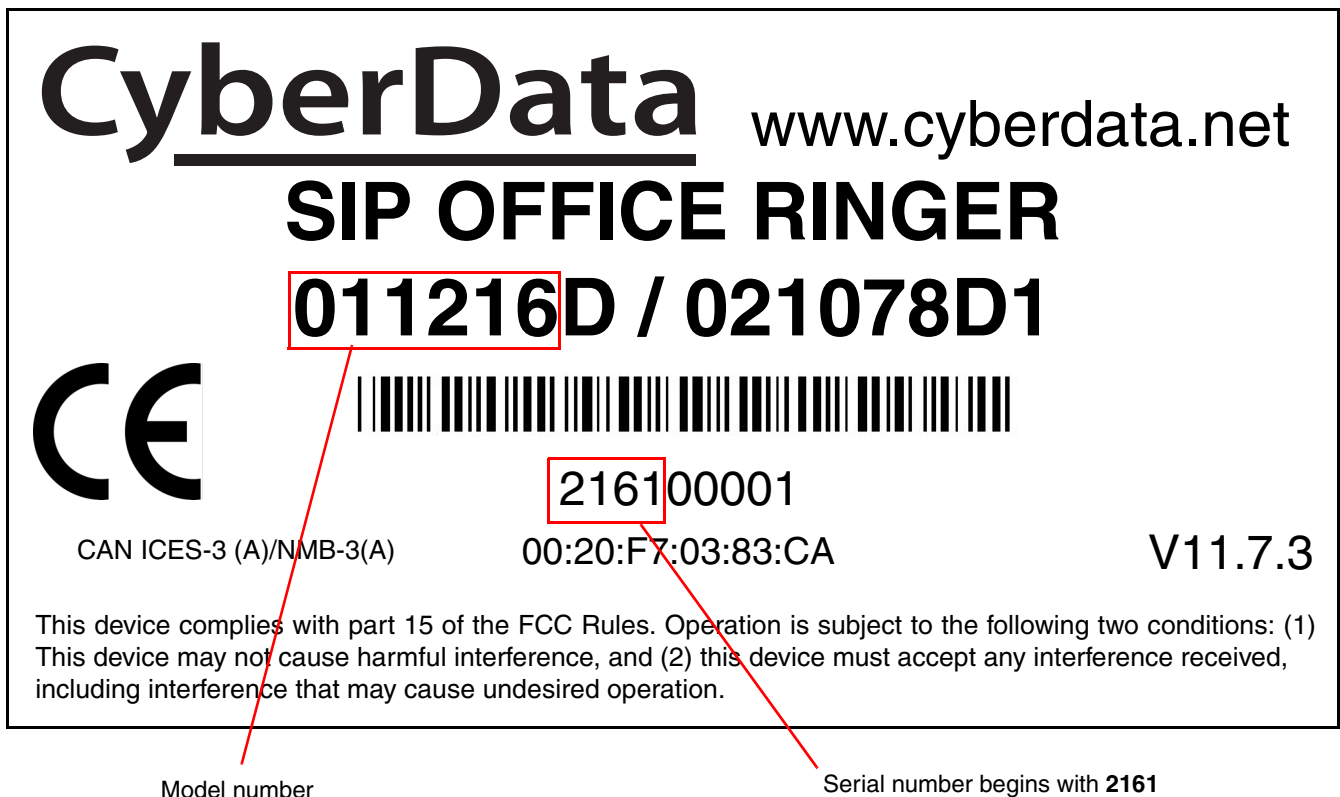 CyberData www.cyberdata.net
SIP OFFICE RINGER
011216D / 021078D1
CE
216100001
CAN ICES-3 (A)/NMB-3(A) 00:20:F7:03:83:CA V11.7.3
This device complies with part 15 of the FCC Rules. Operation is subject to the following two conditions: (1)
This device may not cause harmful interference, and (2) this device must accept any interference received,
including interference that may cause undesired operation.
Model number Serial number begins with 2161